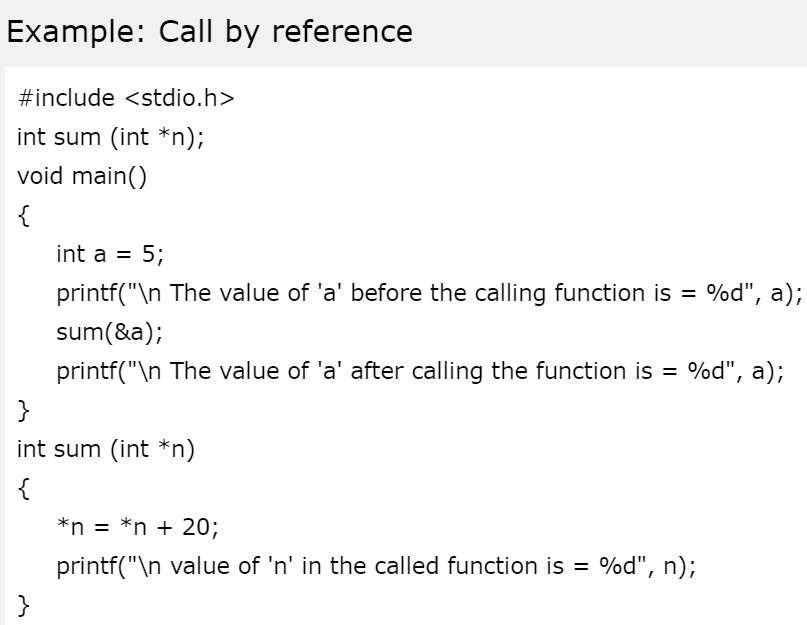 Example: Call by reference
#include <stdio.h>
int sum (int *n);
void main()
{
int a = 5;
printf("\n The value of 'a' before the calling function is = %d", a);
sum(&a);
printf("\n The value of 'a' after calling the function is = %d", a);
}
int sum (int *n)
{
*n = *n + 20;
printf("\n value of 'n' in the called function is = %d", n);
}